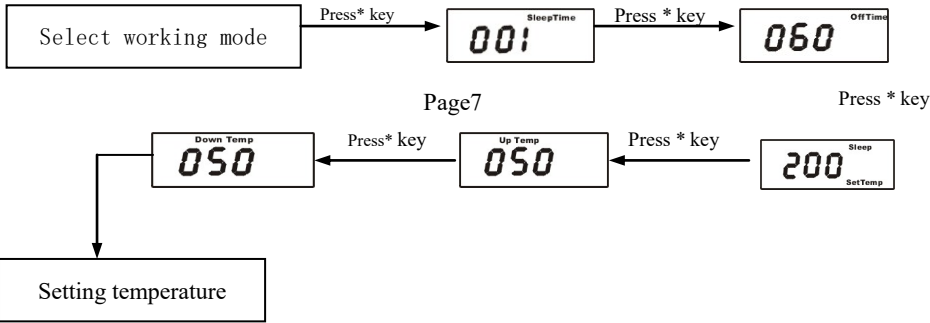 Select working mode
Press* key
SleepTime
001
Press * key
OffTime
060
Page7
Press * key
Sleep
200
SetTemp
Press * key
Up Temp
050
Press* key
Down Temp
050
Setting temperature